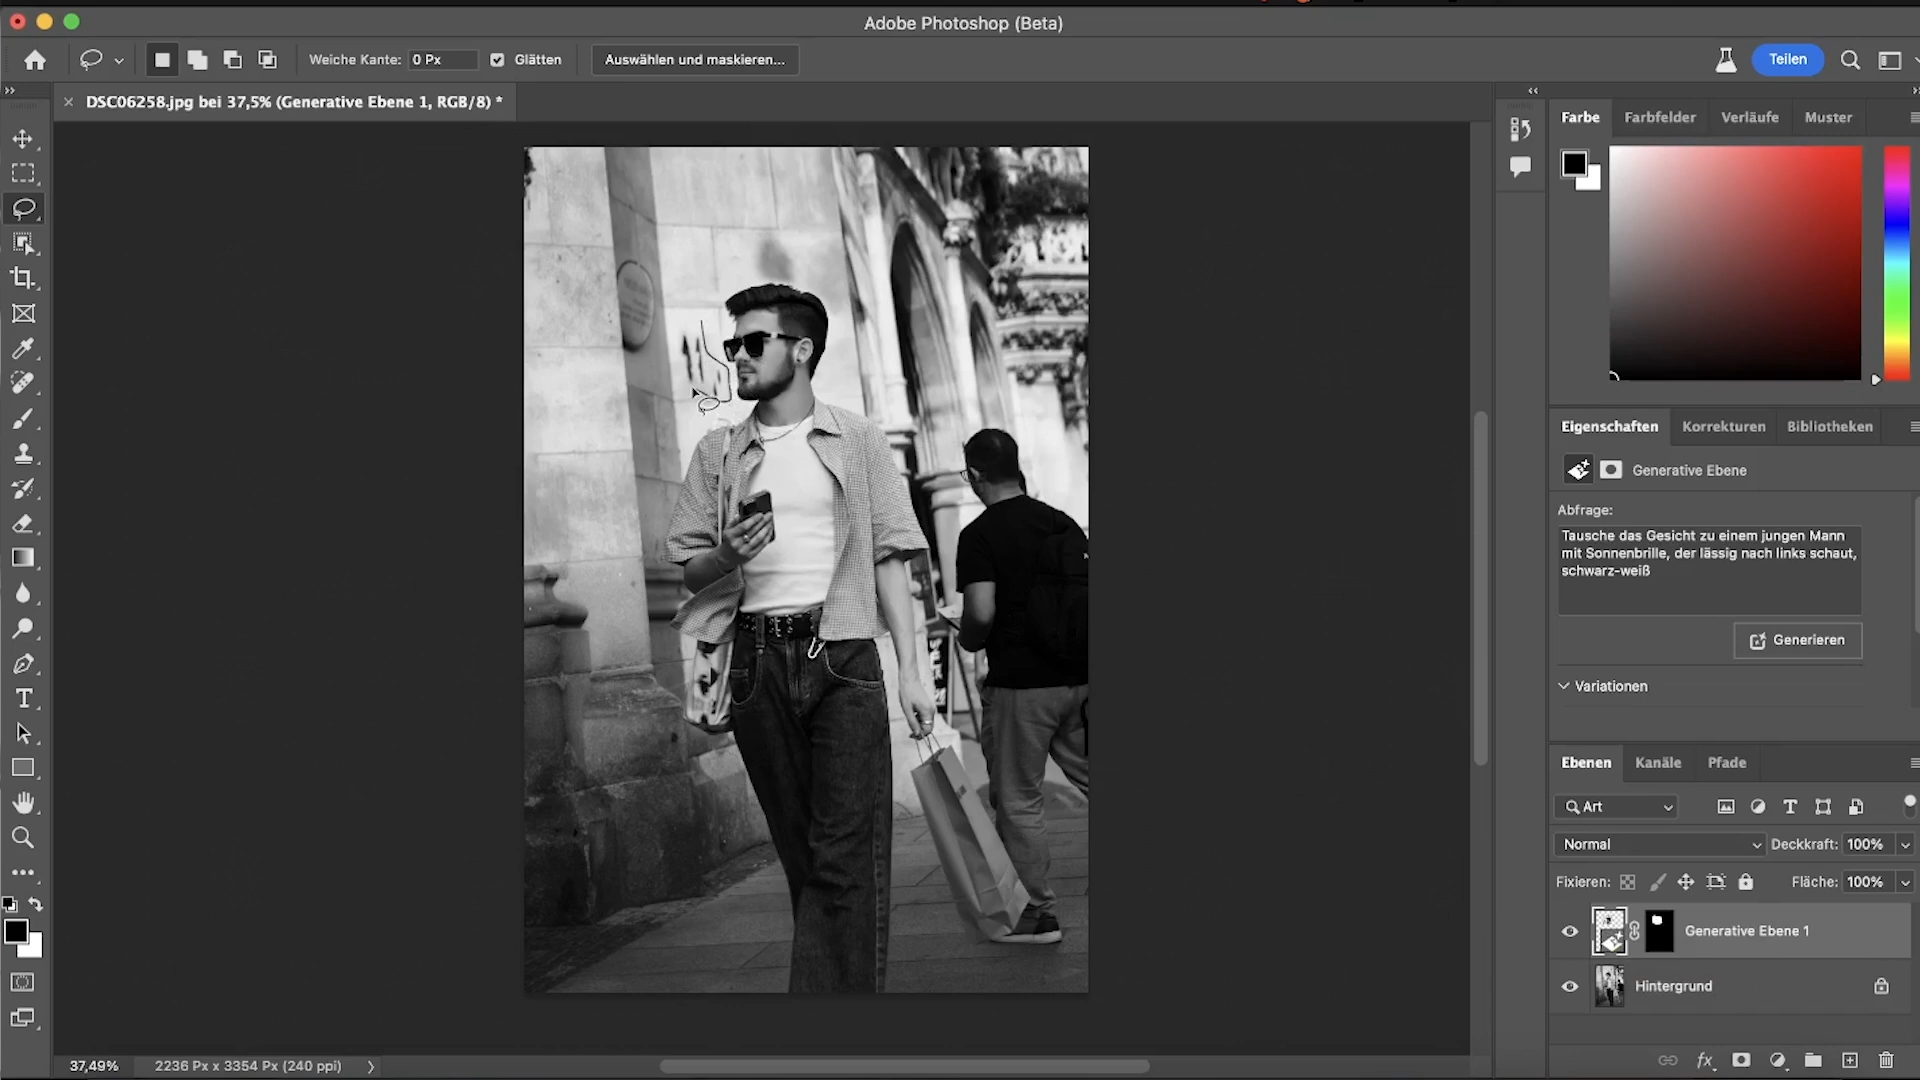 Adobe Photoshop (Beta)
Weiche Kante: 0 Px Glätten Auswählen und maskieren... Teilen
DSC06258.jpg bei 37,5% (Generative Ebene 1, RGB/8) *
Farbe Farbfelder Verläufe Muster
Eigenschaften Korrekturen Bibliotheken
Generative Ebene
Abfrage:
Tausche das Gesicht zu einem jungen Mann
mit Sonnenbrille, der lässig nach links schaut,
schwarz-weiß
Generieren
Variationen
Ebenen Kanäle Pfade
Art
Normal Deckkraft: 100%
Fixieren: Fläche: 100%
Generative Ebene 1
Hintergrund
fx
37,49% 2236 Px x 3354 Px (240 ppi)